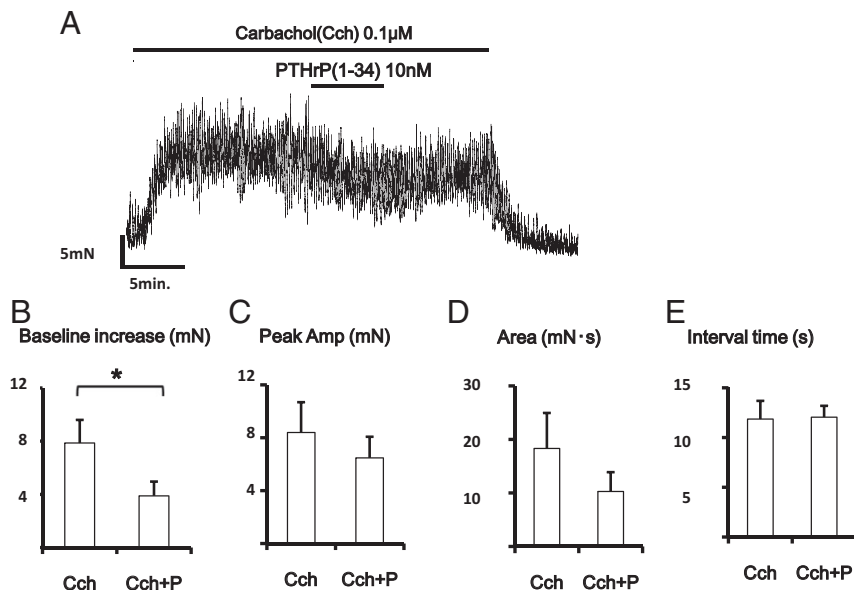 A
Carbachol(Cch) 0.1µM
PTHrP(1-34) 10nM
5mN
5min.
B
Baseline increase (mN)
12
*
8
4
Cch Cch+P
C
Peak Amp (mN)
12
8
4
Cch Cch+P
D
Area (mN·s)
30
20
10
Cch Cch+P
E
Interval time (s)
15
10
5
Cch Cch+P